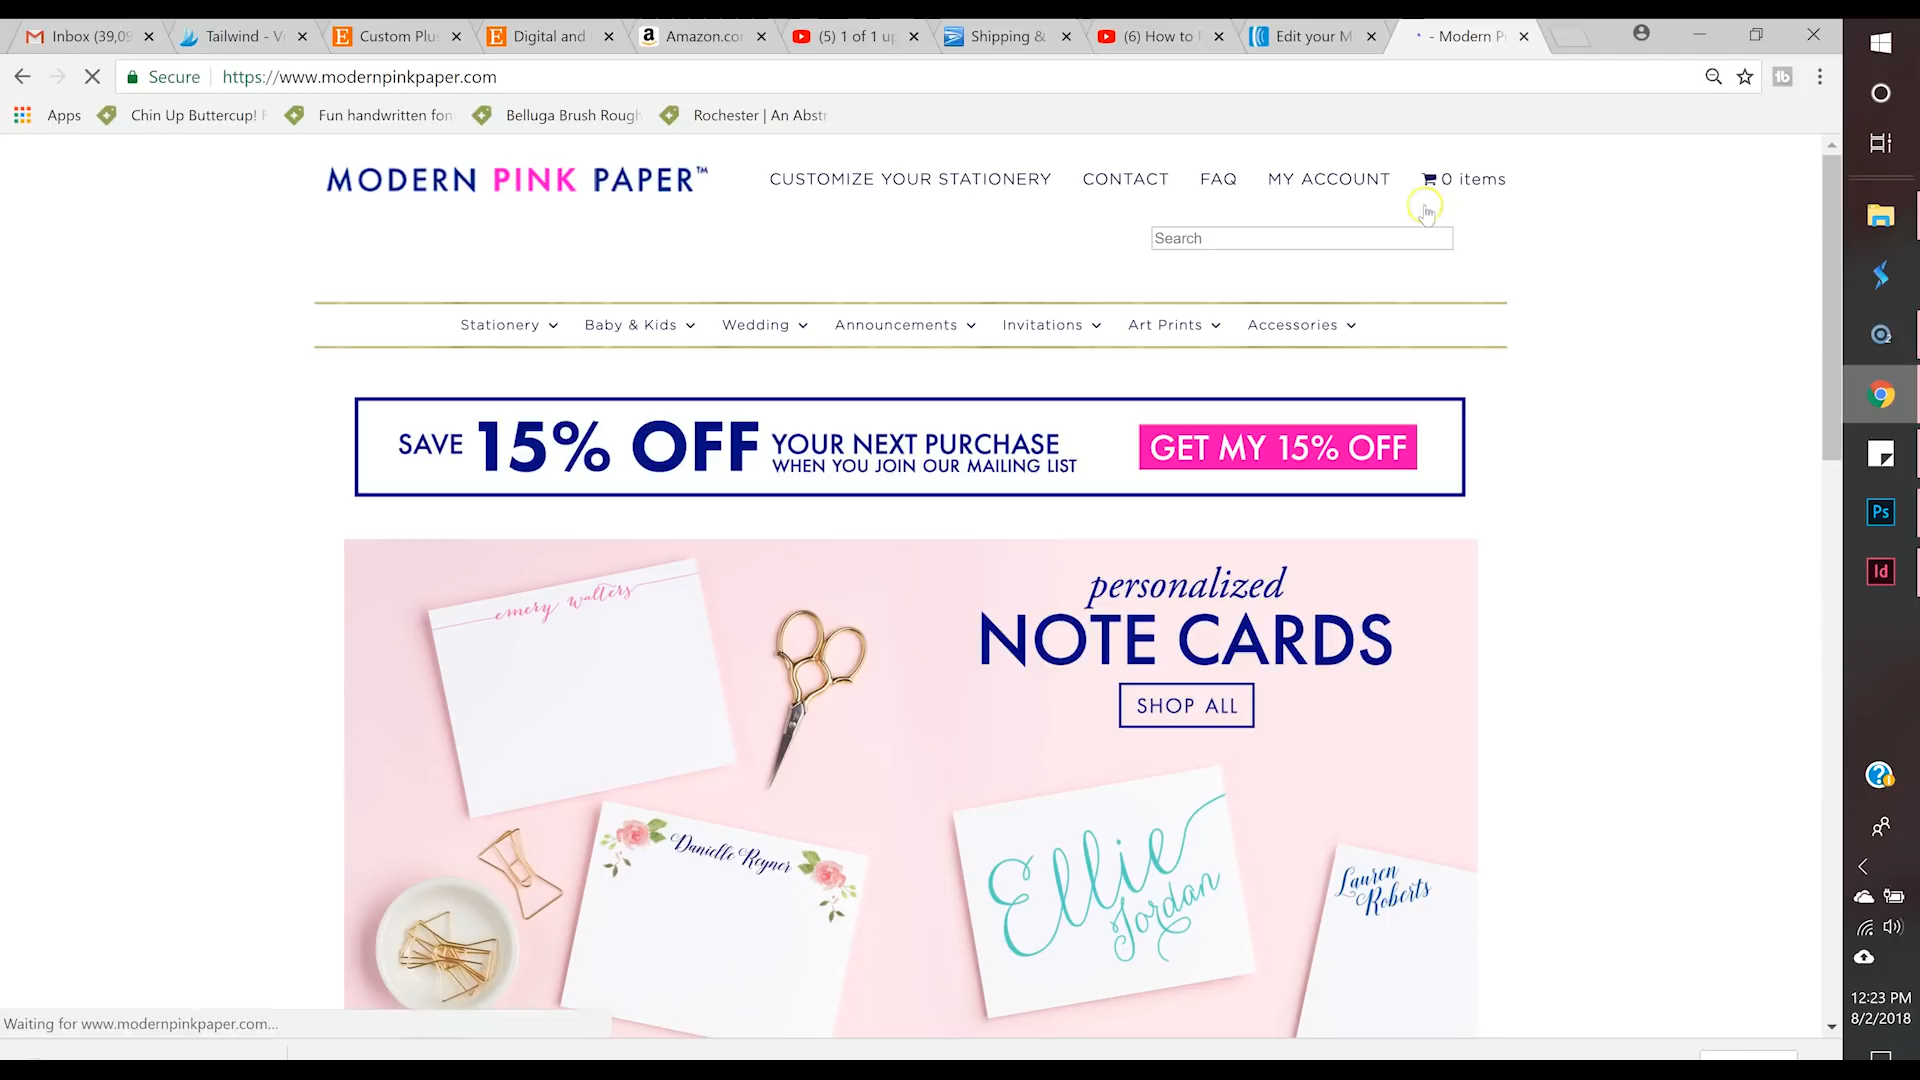 Inbox (39,09
Tailwind - V
Custom Plu
Digital and
Amazon.co
(5) 1 of 1 up
Shipping &
(6) How to
Edit your M
- Modern P
Secure
https://www.modernpinkpaper.com
Apps
Chin Up Buttercup!
Fun handwritten fon
Belluga Brush Rough
Rochester | An Abstr
MODERN PINK PAPER™
CUSTOMIZE YOUR STATIONERY
CONTACT
FAQ
MY ACCOUNT
0 items
Search
Stationery
Baby & Kids
Wedding
Announcements
Invitations
Art Prints
Accessories
SAVE 15% OFF YOUR NEXT PURCHASE
WHEN YOU JOIN OUR MAILING LIST
GET MY 15% OFF
emery walters
personalized
NOTE CARDS
SHOP ALL
Danielle Reyner
Ellie
Jordan
Lauren
Roberts
Waiting for www.modernpinkpaper.com...
Ps
Id
12:23 PM
8/2/2018